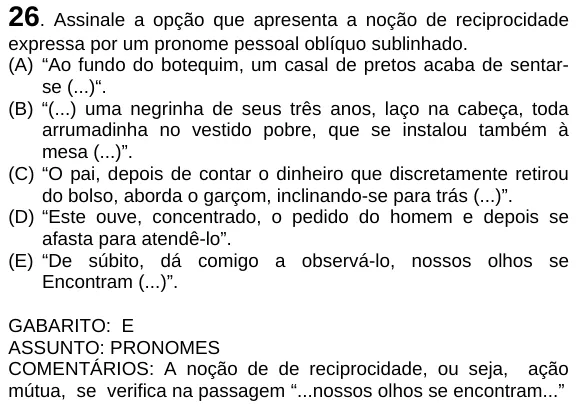 26. Assinale a opção que apresenta a noção de reciprocidade
expressa por um pronome pessoal oblíquo sublinhado.
(A) “Ao fundo do botequim, um casal de pretos acaba de sentar-
se (...)“.
(B) “(...) uma negrinha de seus três anos, laço na cabeça, toda
arrumadinha no vestido pobre, que se instalou também à
mesa (...)”.
(C) “O pai, depois de contar o dinheiro que discretamente retirou
do bolso, aborda o garçom, inclinando-se para trás (...)”.
(D) “Este ouve, concentrado, o pedido do homem e depois se
afasta para atendê-lo”.
(E) “De súbito, dá comigo a observá-lo, nossos olhos se
Encontram (...)”.
GABARITO: E
ASSUNTO: PRONOMES
COMENTÁRIOS: A noção de de reciprocidade, ou seja, ação
mútua, se verifica na passagem “...nossos olhos se encontram...”